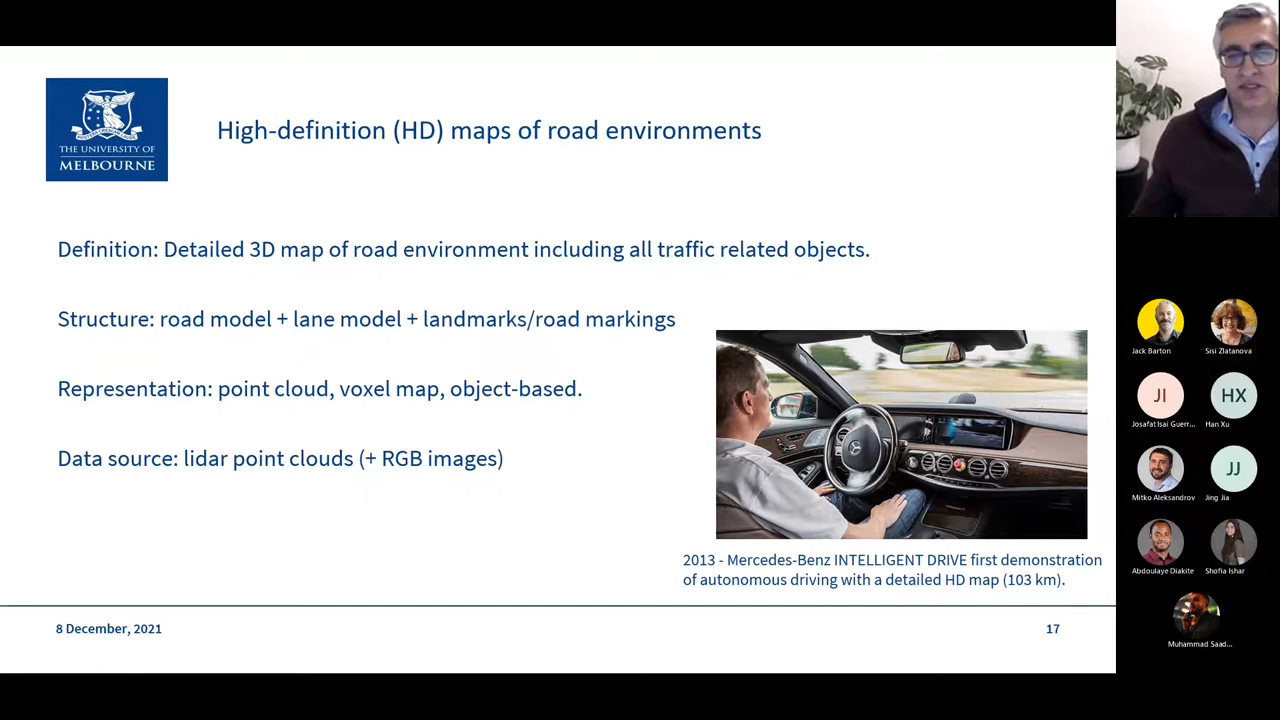 THE UNIVERSITY OF
MELBOURNE
High-definition (HD) maps of road environments
Definition: Detailed 3D map of road environment including all traffic related objects.
Structure: road model + lane model + landmarks/road markings
Representation: point cloud, voxel map, object-based.
Data source: lidar point clouds (+ RGB images)
2013 - Mercedes-Benz INTELLIGENT DRIVE first demonstration
of autonomous driving with a detailed HD map (103 km).
8 December, 2021
17
Jack Barton
Sisi Zlatanova
JI
HX
Josafat Isai Guerr...
Han Xu
JJ
Mitko Aleksandrov
Jing Jia
Abdoulaye Diakite
Shofia Ishar
Muhammad Saad...